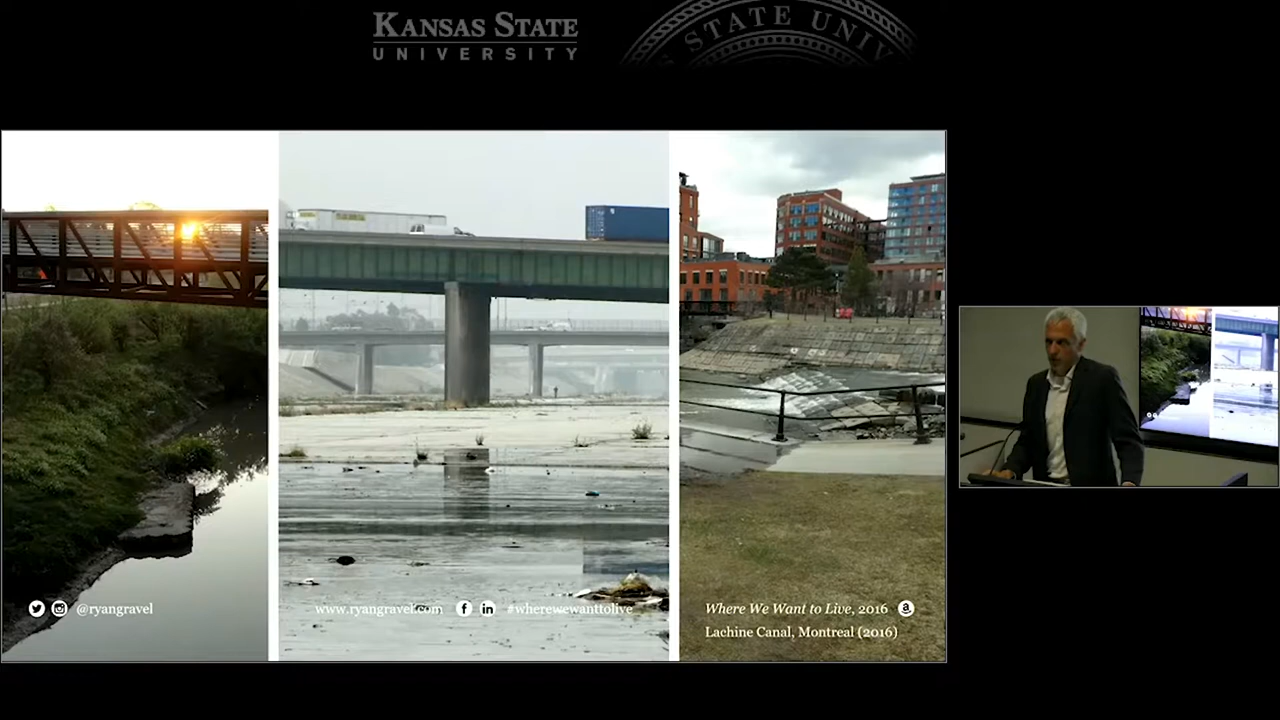 KANSAS STATE
UNIVERSITY
STATE UNIV
@ryangravel
www.ryangravel.com
#wherewewanttolive
Where We Want to Live, 2016
Lachine Canal, Montreal (2016)